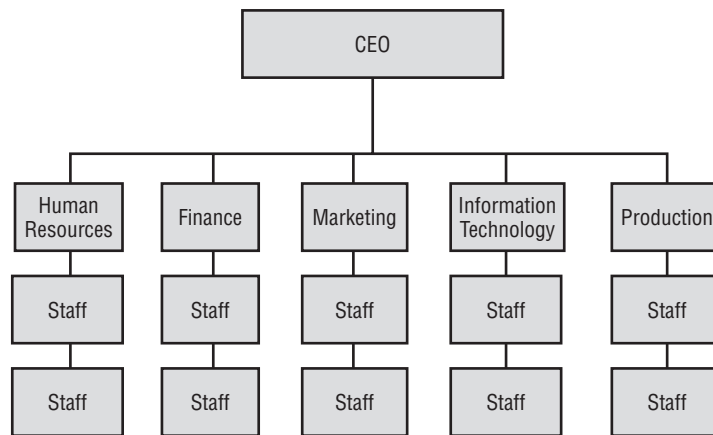 CEO
Human
Resources
Finance
Marketing
Information
Technology
Production
Staff
Staff
Staff
Staff
Staff
Staff
Staff
Staff
Staff
Staff